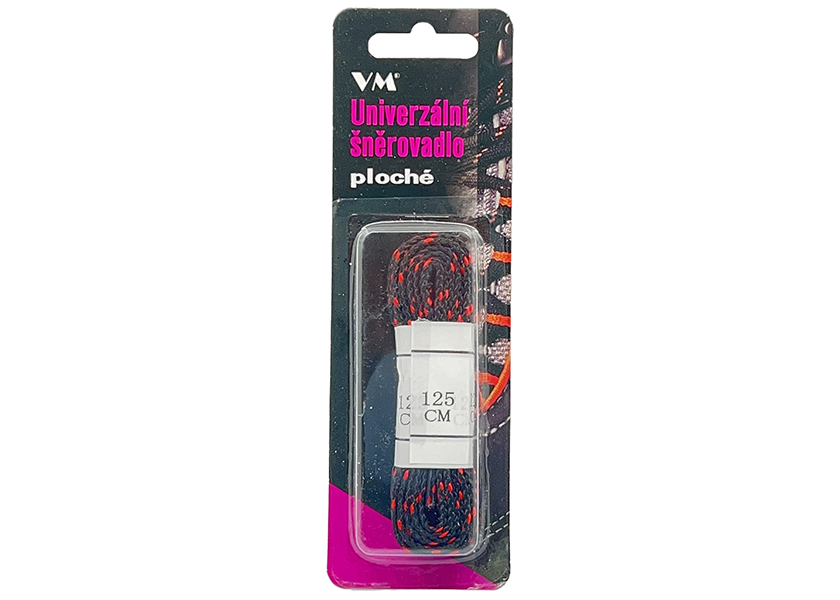 VM®
Univerzální
šněrovadlo
ploché
125
CM